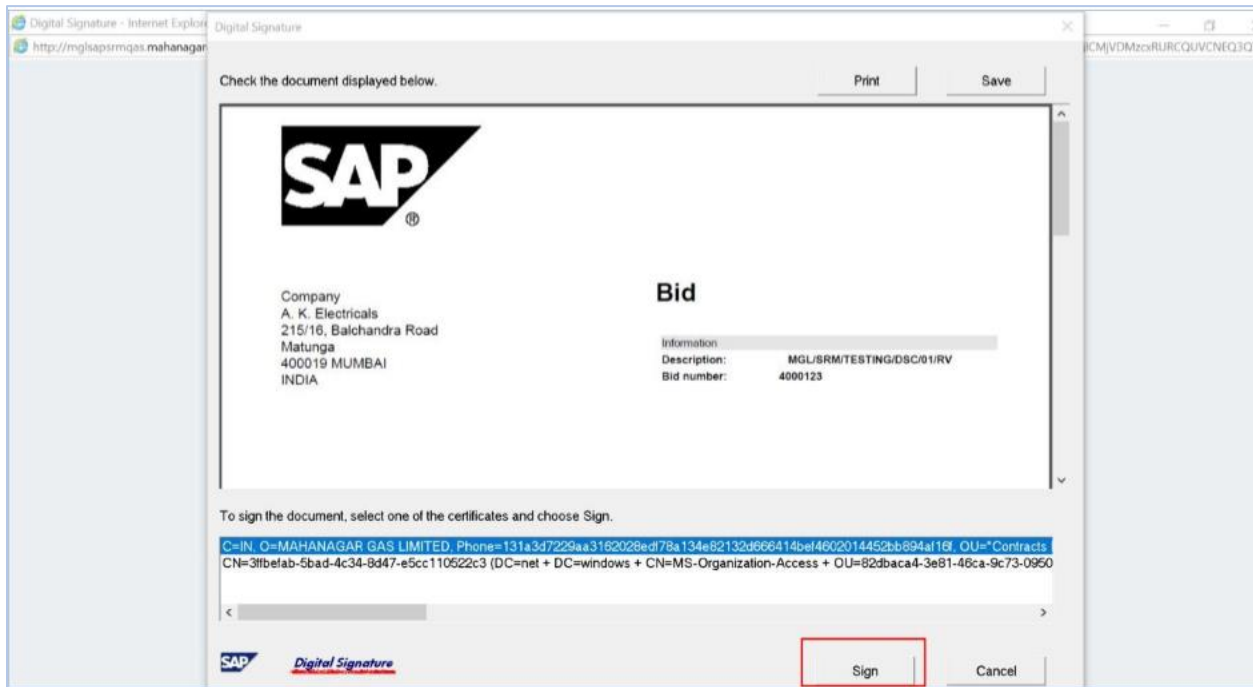 Digital Signature - Internet Explore
http://mglsapsrmqas.mahanagar
Digital Signature
Check the document displayed below.
Print
Save
SAP
®
Company
A. K. Electricals
215/16, Balchandra Road
Matunga
400019 MUMBAI
INDIA
Bid
Information
Description: MGL/SRM/TESTING/DSC/01/RV
Bid number: 4000123
To sign the document, select one of the certificates and choose Sign.
C=IN, O=MAHANAGAR GAS LIMITED, Phone=131a3d7229aa3162028edf78a134e82132d666414bef4602014452bb894af16f, OU="Contracts
CN=3ffbefab-5bad-4c34-8d47-e5cc110522c3 (DC=net + DC=windows + CN=MS-Organization-Access + OU=82dbaca4-3e81-46ca-9c73-0950
SAP
Digital Signature
Sign
Cancel